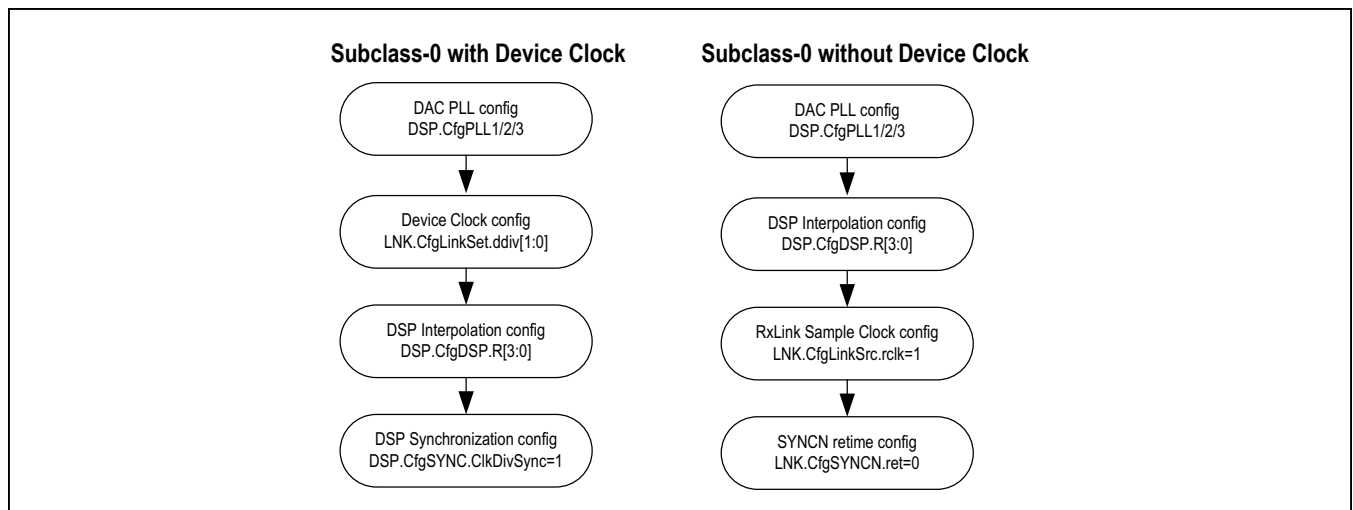 Subclass-0 with Device Clock
DAC PLL config
DSP.CfgPLL1/2/3
Device Clock config
LNK.CfgLinkSet.ddiv[1:0]
DSP Interpolation config
DSP.CfgDSP.R[3:0]
DSP Synchronization config
DSP.CfgSYNC.ClkDivSync=1
Subclass-0 without Device Clock
DAC PLL config
DSP.CfgPLL1/2/3
DSP Interpolation config
DSP.CfgDSP.R[3:0]
RxLink Sample Clock config
LNK.CfgLinkSrc.rclk=1
SYNCN retime config
LNK.CfgSYNCN.ret=0